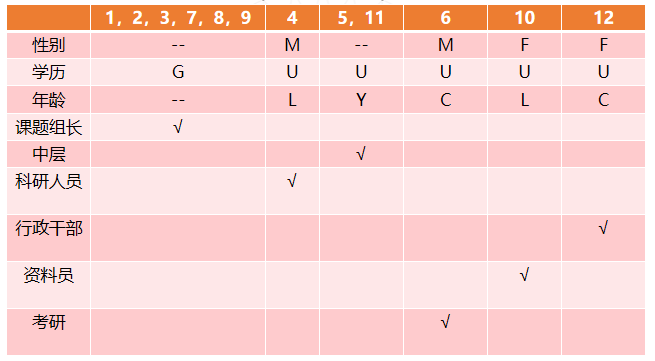 1，2，3，7，8，9 4 5，11 6 10 12
性别 -- M -- M F F
学历 G U U U U U
年龄 -- L Y C L C
课题组长 √
中层 √
科研人员 √
行政干部 √
资料员 √
考研 √